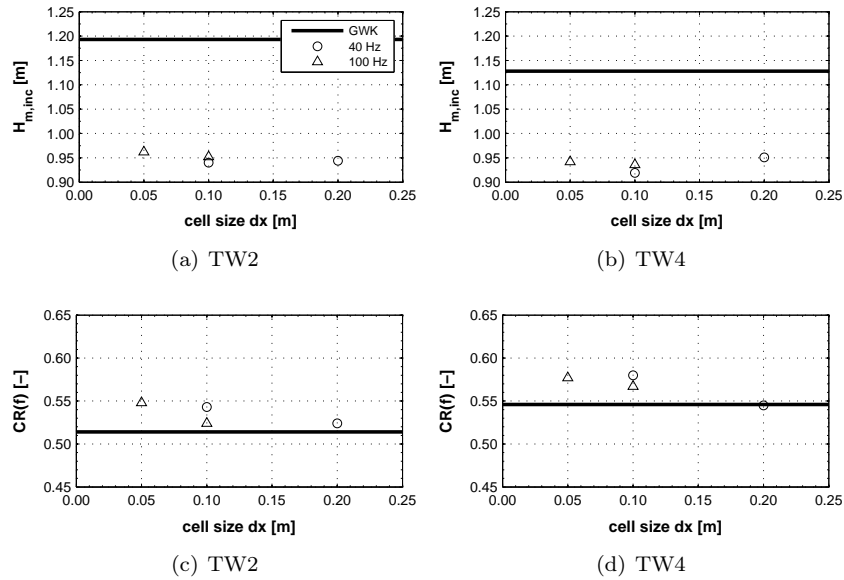 1.25
1.20
1.15
1.10
1.05
1.00
0.95
0.90
H_m,inc [m]
GWK
40 Hz
100 Hz
0.00 0.05 0.10 0.15 0.20 0.25
cell size dx [m]
(a) TW2
1.25
1.20
1.15
1.10
1.05
1.00
0.95
0.90
H_m,inc [m]
0.00 0.05 0.10 0.15 0.20 0.25
cell size dx [m]
(b) TW4
0.65
0.60
0.55
0.50
0.45
CR(f) [−]
0.00 0.05 0.10 0.15 0.20 0.25
cell size dx [m]
(c) TW2
0.65
0.60
0.55
0.50
0.45
CR(f) [−]
0.00 0.05 0.10 0.15 0.20 0.25
cell size dx [m]
(d) TW4